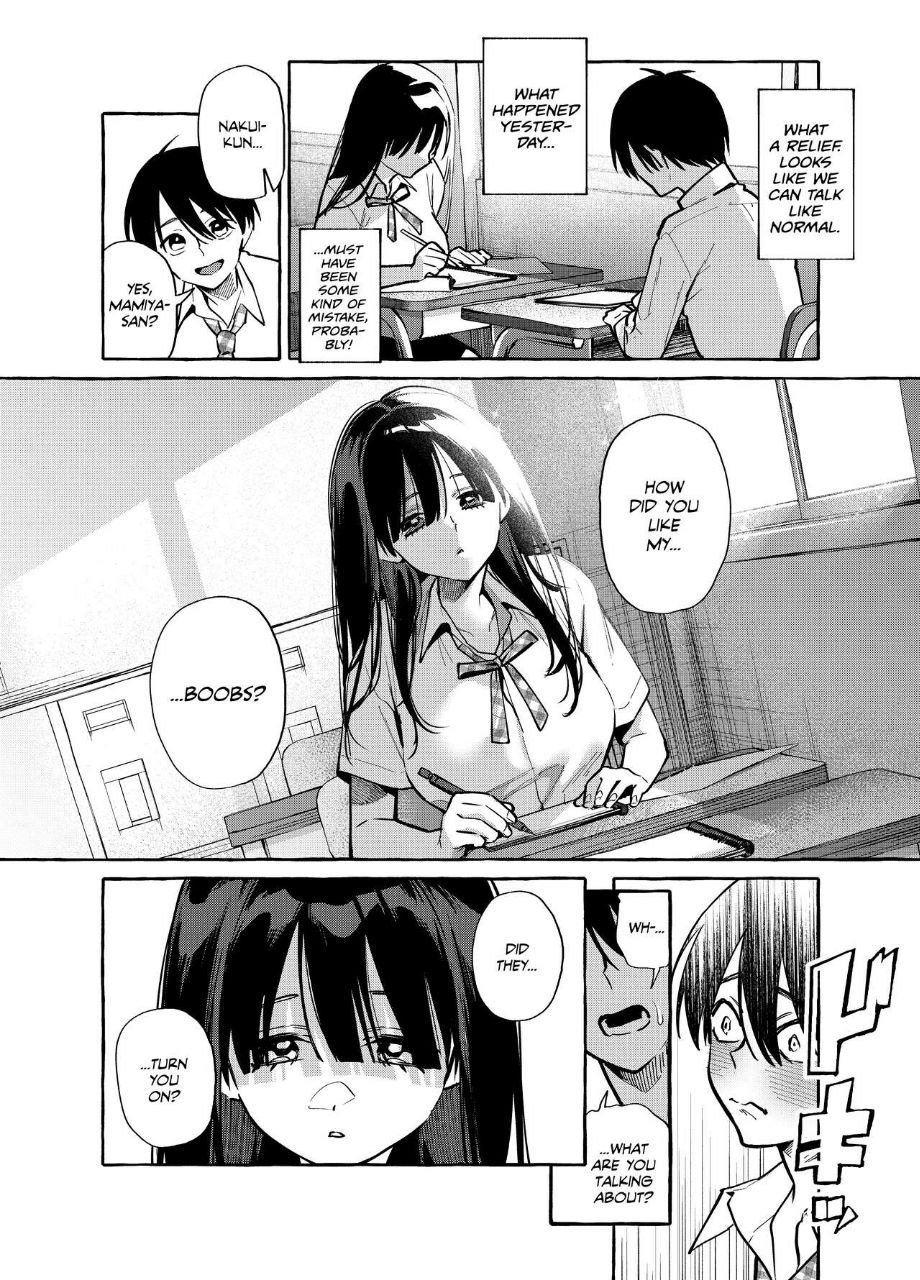 WHAT
A RELIEF.
LOOKS
LIKE WE
CAN TALK
LIKE
NORMAL.
WHAT
HAPPENED
YESTER-
DAY...
...MUST
HAVE
BEEN
SOME
KIND OF
MISTAKE,
PROBA-
BLY!
NAKUI-
KUN...
YES,
MAMIYA-
SAN?
HOW
DID YOU
LIKE
MY...
...BOOBS?
ドキッ
WH-...
...WHAT
ARE YOU
TALKING
ABOUT?
DID
THEY...
...TURN
YOU
ON?